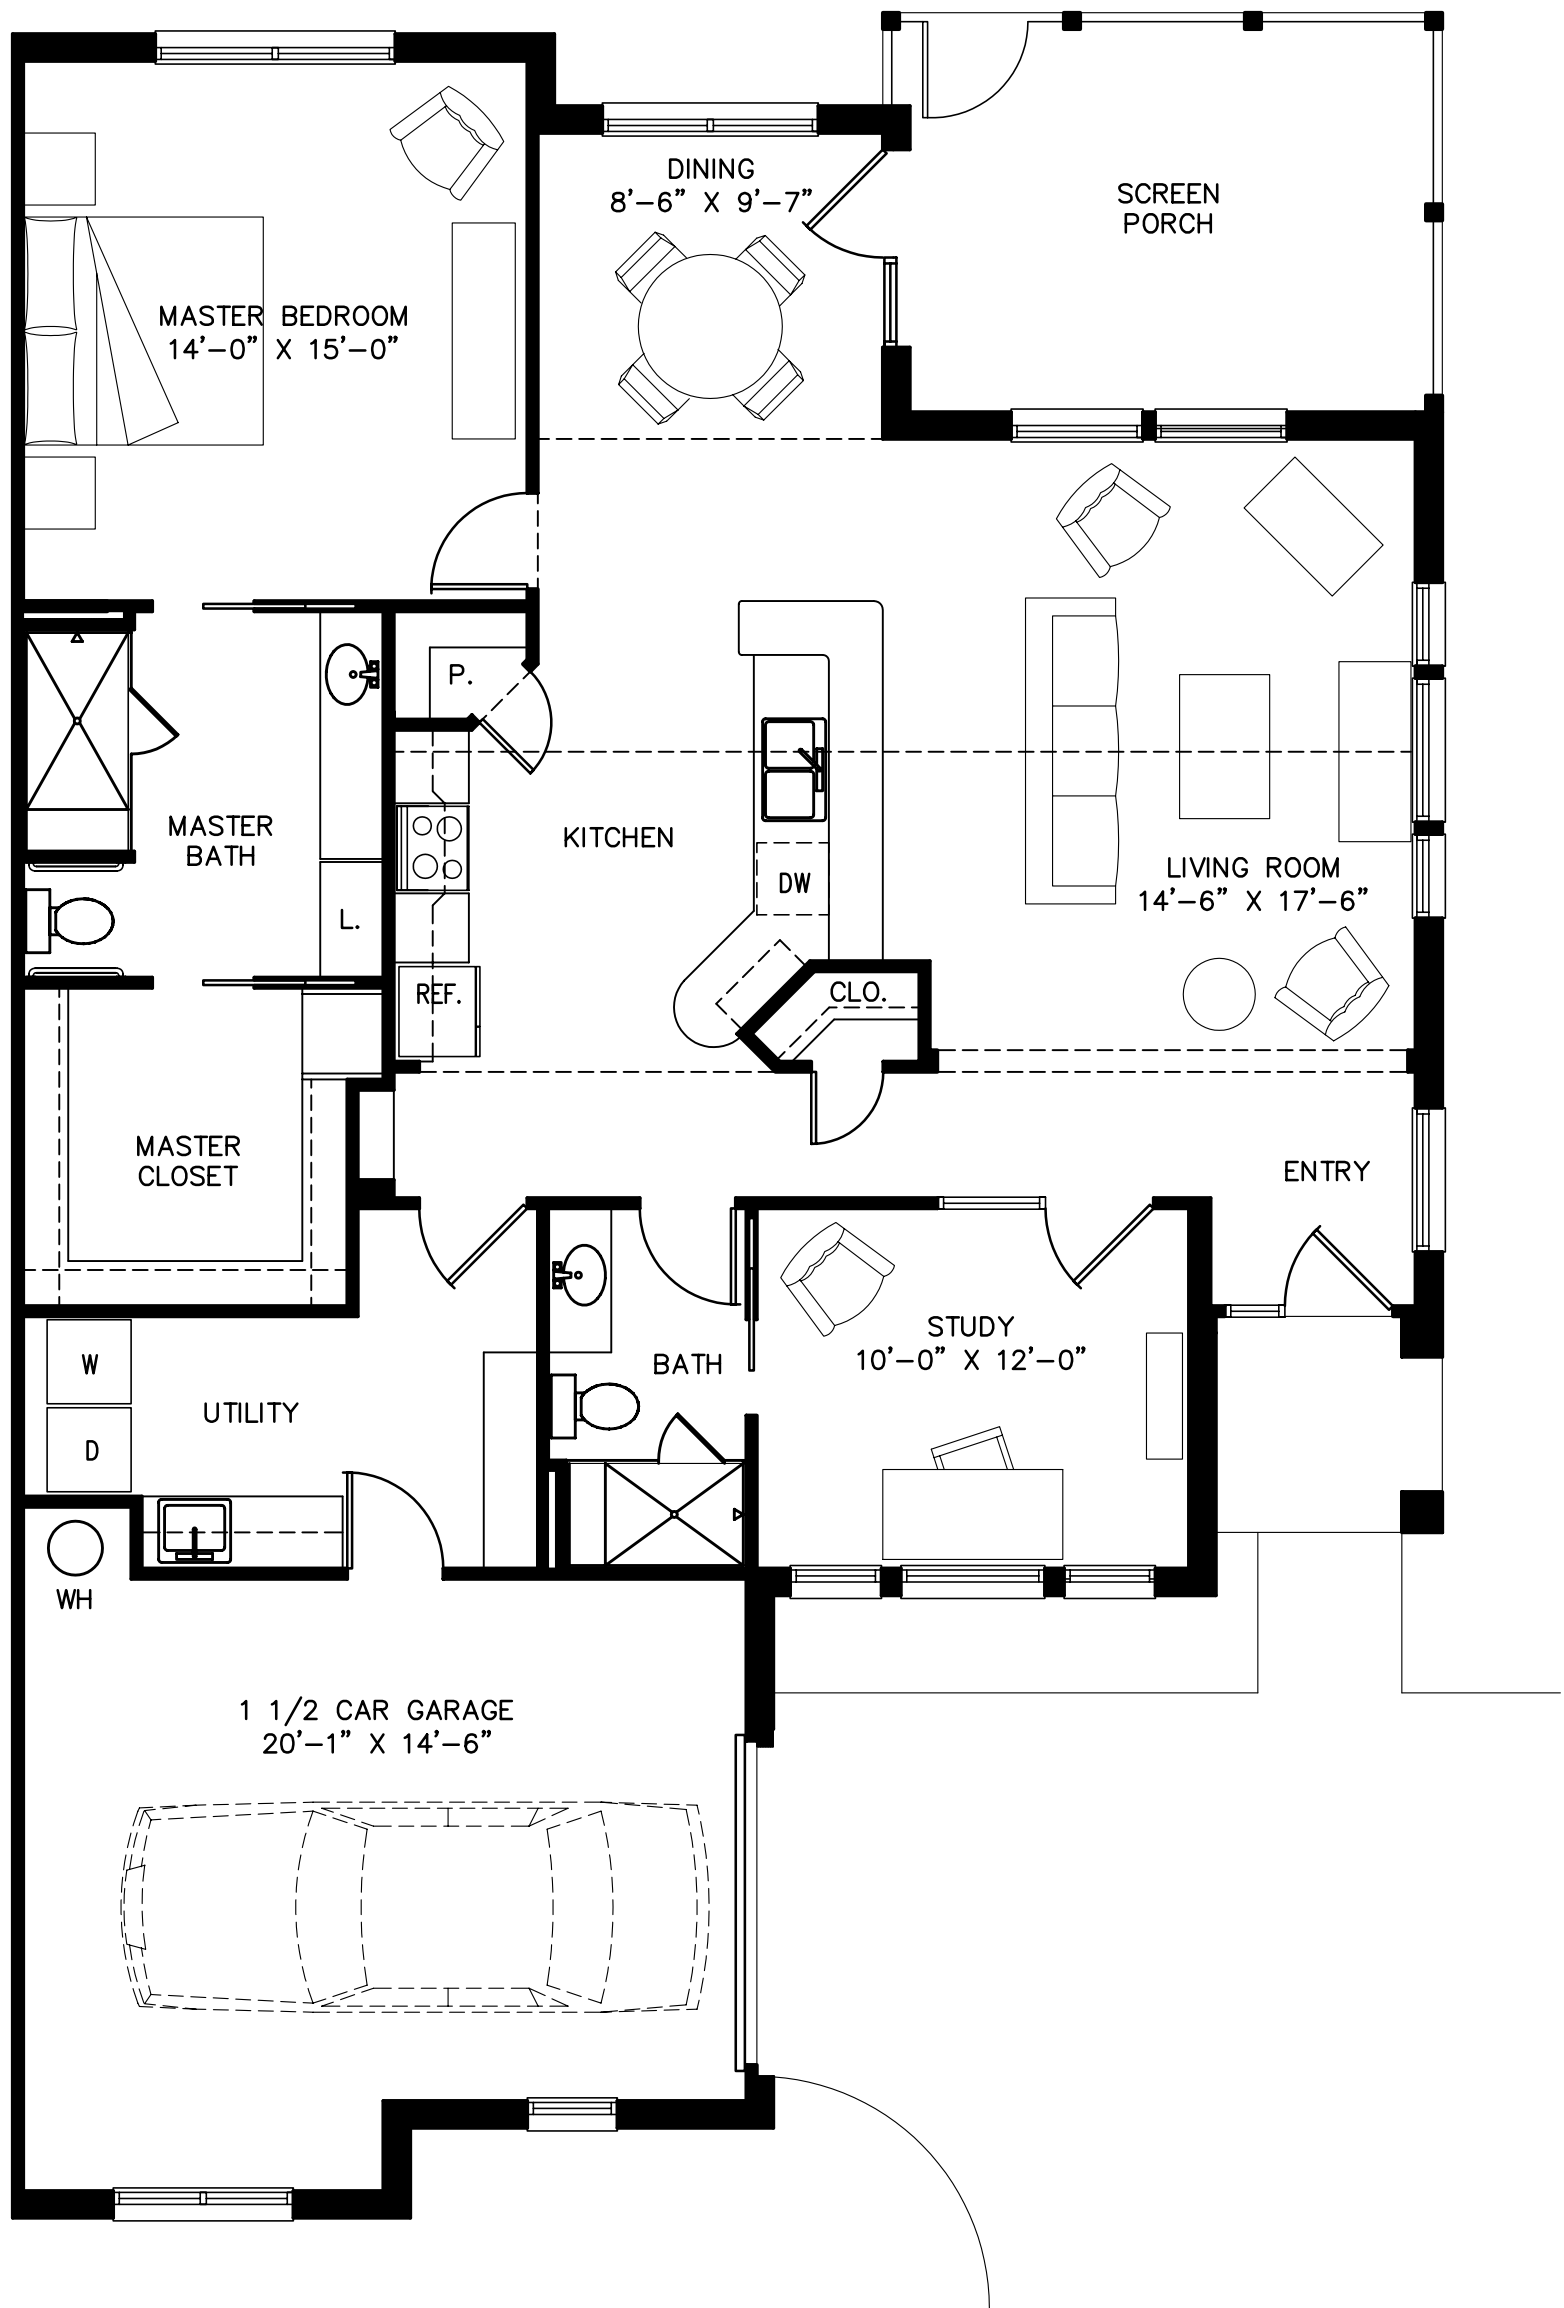 DINING
8'-6" X 9'-7"
SCREEN
PORCH
MASTER BEDROOM
14'-0" X 15'-0"
P.
MASTER
BATH
KITCHEN
DW
LIVING ROOM
14'-6" X 17'-6"
L.
REF.
CLO.
MASTER
CLOSET
ENTRY
STUDY
10'-0" X 12'-0"
W
BATH
UTILITY
D
WH
1 1/2 CAR GARAGE
20'-1" X 14'-6"